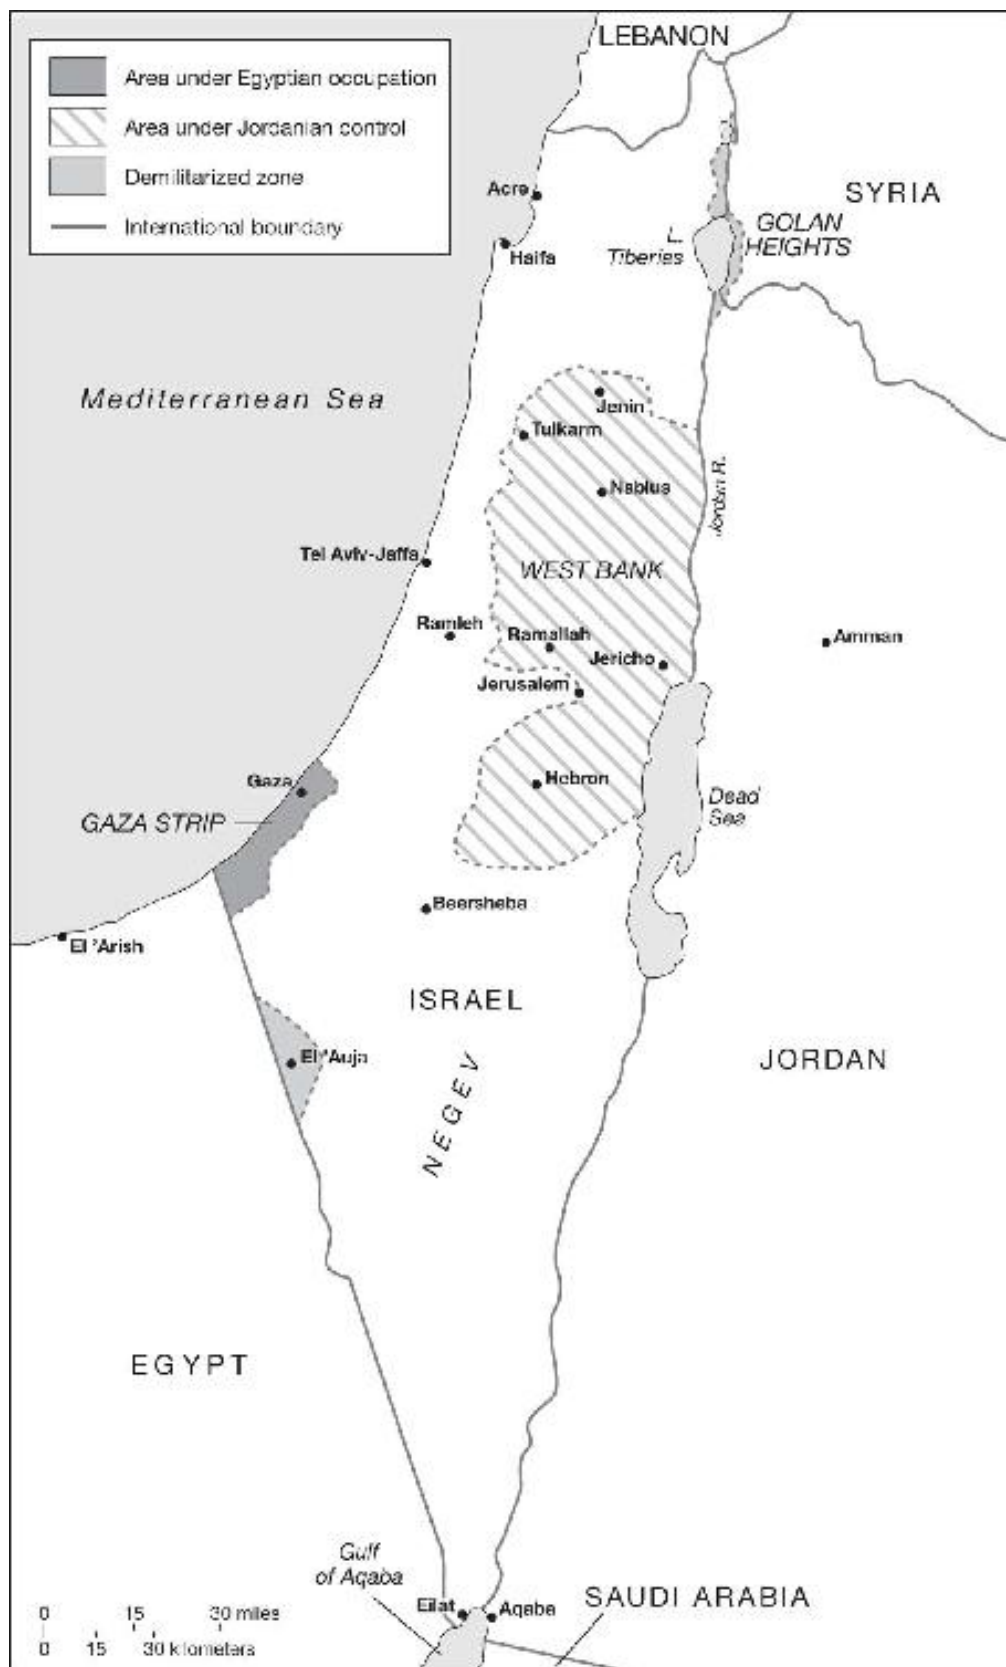 LEBANON
Area under Egyptian occupation
Area under Jordanian control
Demilitarized zone
International boundary
Acre
SYRIA
GOLAN
HEIGHTS
L.
Tiberias
Haifa
Mediterranean Sea
Jenin
Tulkarm
Nablus
Jordan R.
Tel Aviv-Jaffa
WEST BANK
Ramleh
Ramallah
Amman
Jericho
Jerusalem
Gaza
Hebron
Dead
Sea
GAZA STRIP
Beersheba
El 'Arish
ISRAEL
El 'Auja
JORDAN
NEGEV
EGYPT
Gulf
of Aqaba
SAUDI ARABIA
Eilat
Aqaba
0 15 30 miles
0 15 30 kilometers